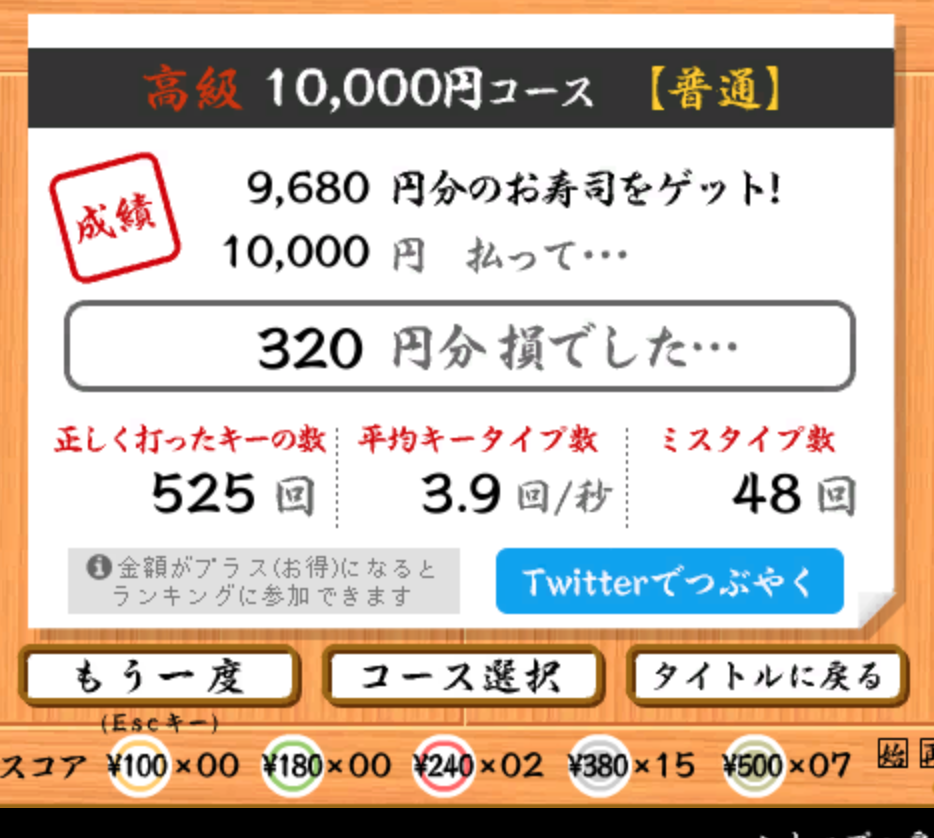 高級 10,000円コース 【普通】
成績
9,680 円分のお寿司をゲット!
10,000 円 払って…
320 円分 損でした…
正しく打ったキーの数 平均キータイプ数 ミスタイプ数
525 回 3.9 回/秒 48 回
金額がプラス(お得)になると
ランキングに参加できます
Twitterでつぶやく
もう一度 コース選択 タイトルに戻る
(Escキー)
スコア ¥100×00 ¥180×00 ¥240×02 ¥380×15 ¥500×07 始